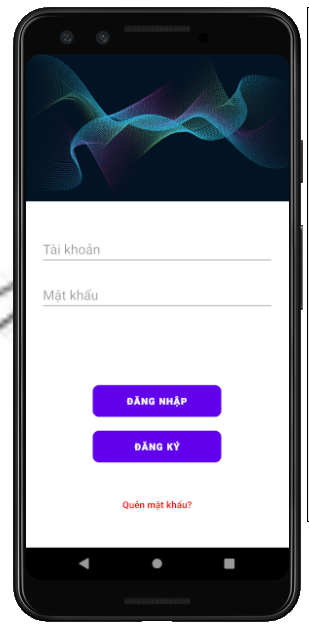 Tài khoản
Mật khẩu
ĐĂNG NHẬP
ĐĂNG KÝ
Quên mật khẩu?